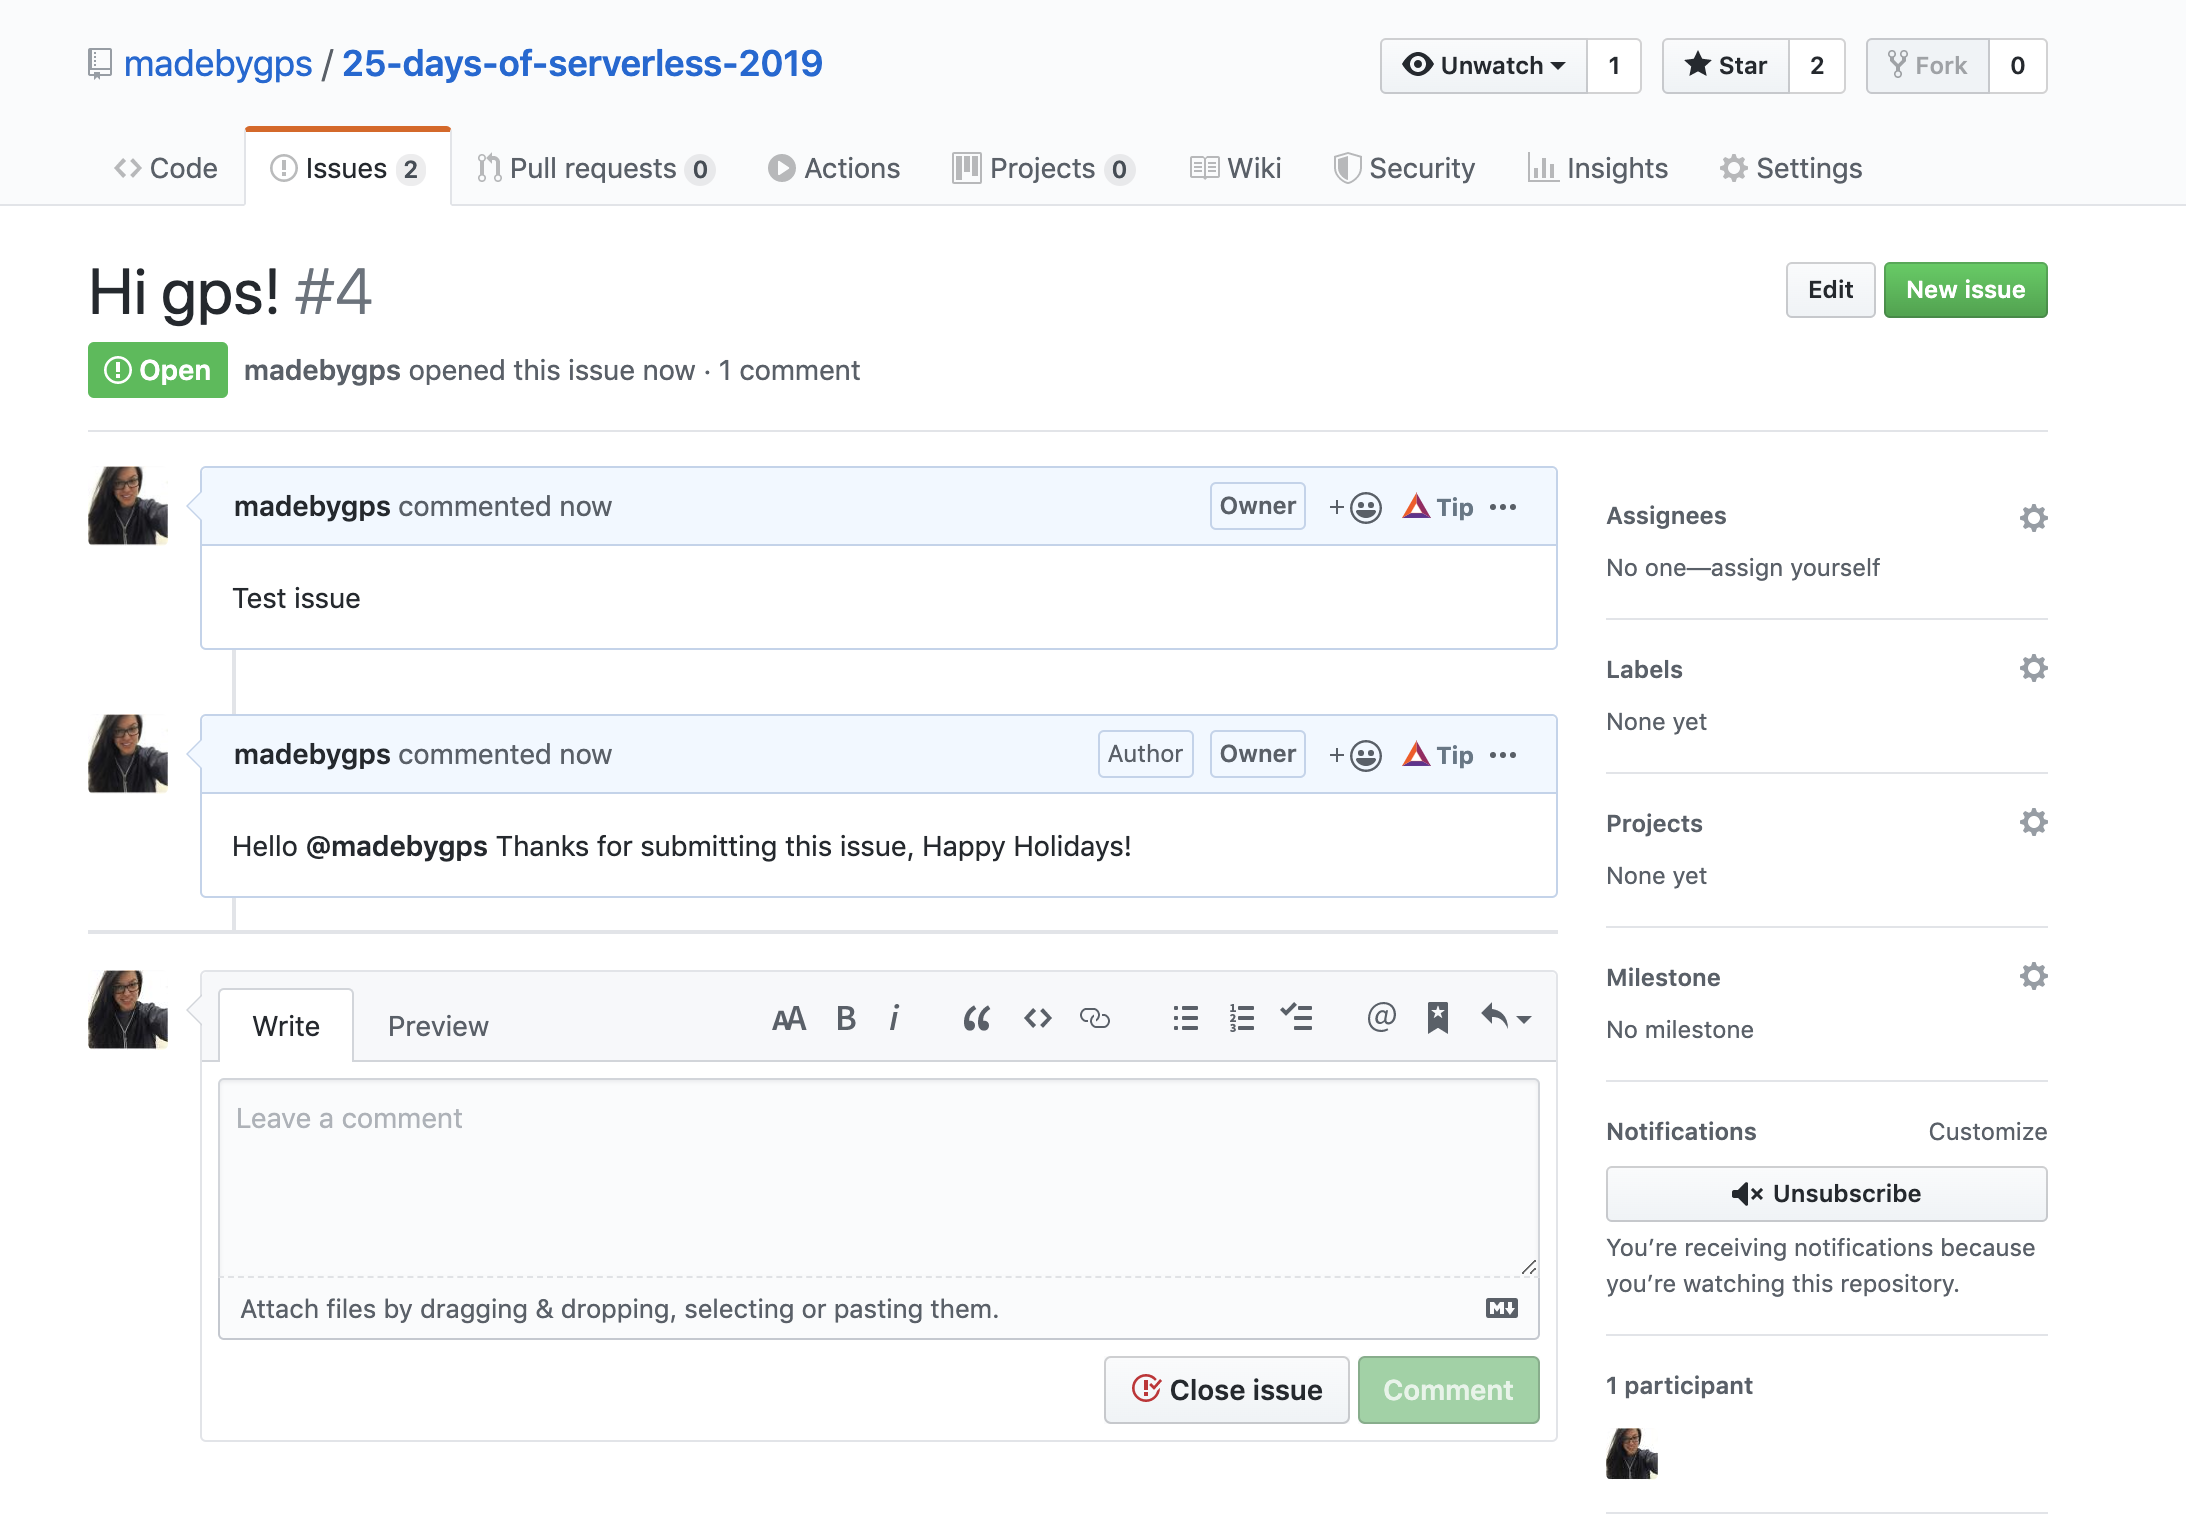 madebygps / 25-days-of-serverless-2019
Unwatch 1 Star 2 Fork 0
Code Issues 2 Pull requests 0 Actions Projects 0 Wiki Security Insights Settings
Hi gps! #4
Edit New issue
Open madebygps opened this issue now · 1 comment
madebygps commented now Owner + Tip ···
Test issue
madebygps commented now Author Owner + Tip ···
Hello @madebygps Thanks for submitting this issue, Happy Holidays!
Write Preview AA B i “ <> @
Leave a comment
Attach files by dragging & dropping, selecting or pasting them. M
Close issue Comment
Assignees
No one—assign yourself
Labels
None yet
Projects
None yet
Milestone
No milestone
Notifications Customize
Unsubscribe
You’re receiving notifications because
you’re watching this repository.
1 participant